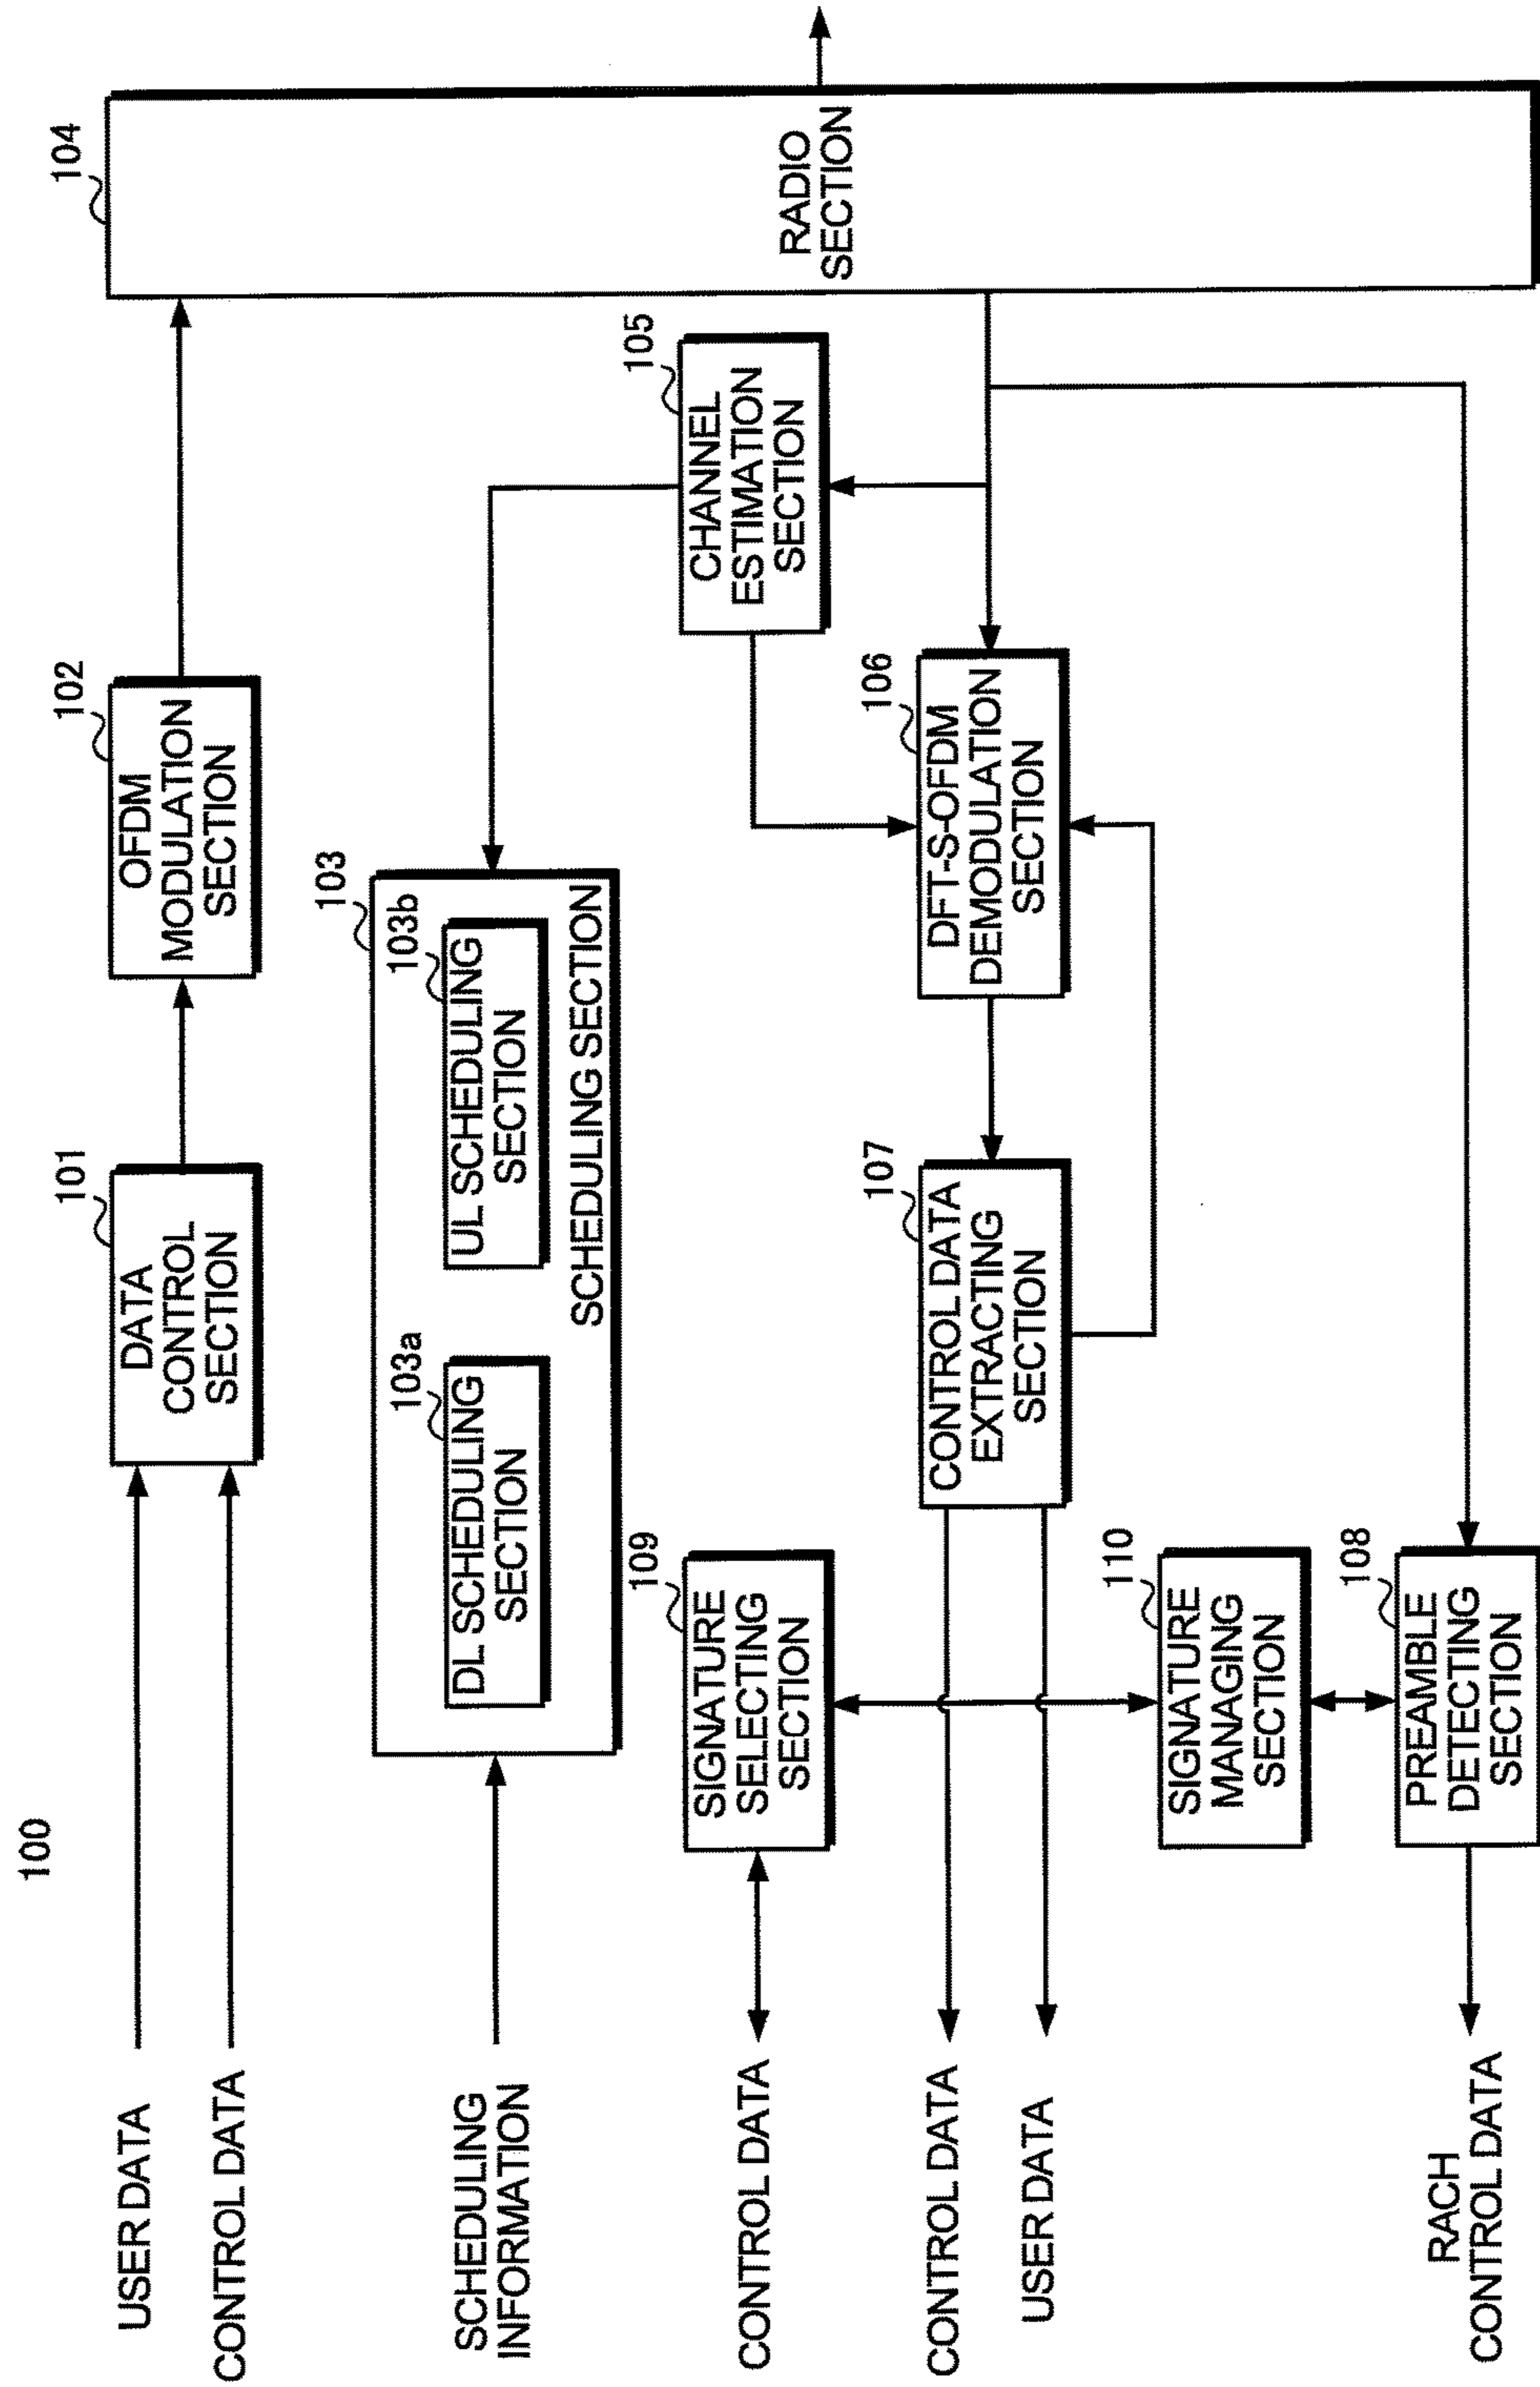 100
USER DATA
CONTROL DATA
101
DATA
CONTROL
SECTION
102
OFDM
MODULATION
SECTION
104
RADIO
SECTION
SCHEDULING
INFORMATION
103
103a
DL SCHEDULING
SECTION
103b
UL SCHEDULING
SECTION
SCHEDULING SECTION
105
CHANNEL
ESTIMATION
SECTION
CONTROL DATA
109
SIGNATURE
SELECTING
SECTION
CONTROL DATA
USER DATA
107
CONTROL DATA
EXTRACTING
SECTION
106
DFT-S-OFDM
DEMODULATION
SECTION
110
SIGNATURE
MANAGING
SECTION
108
PREAMBLE
DETECTING
SECTION
RACH
CONTROL DATA